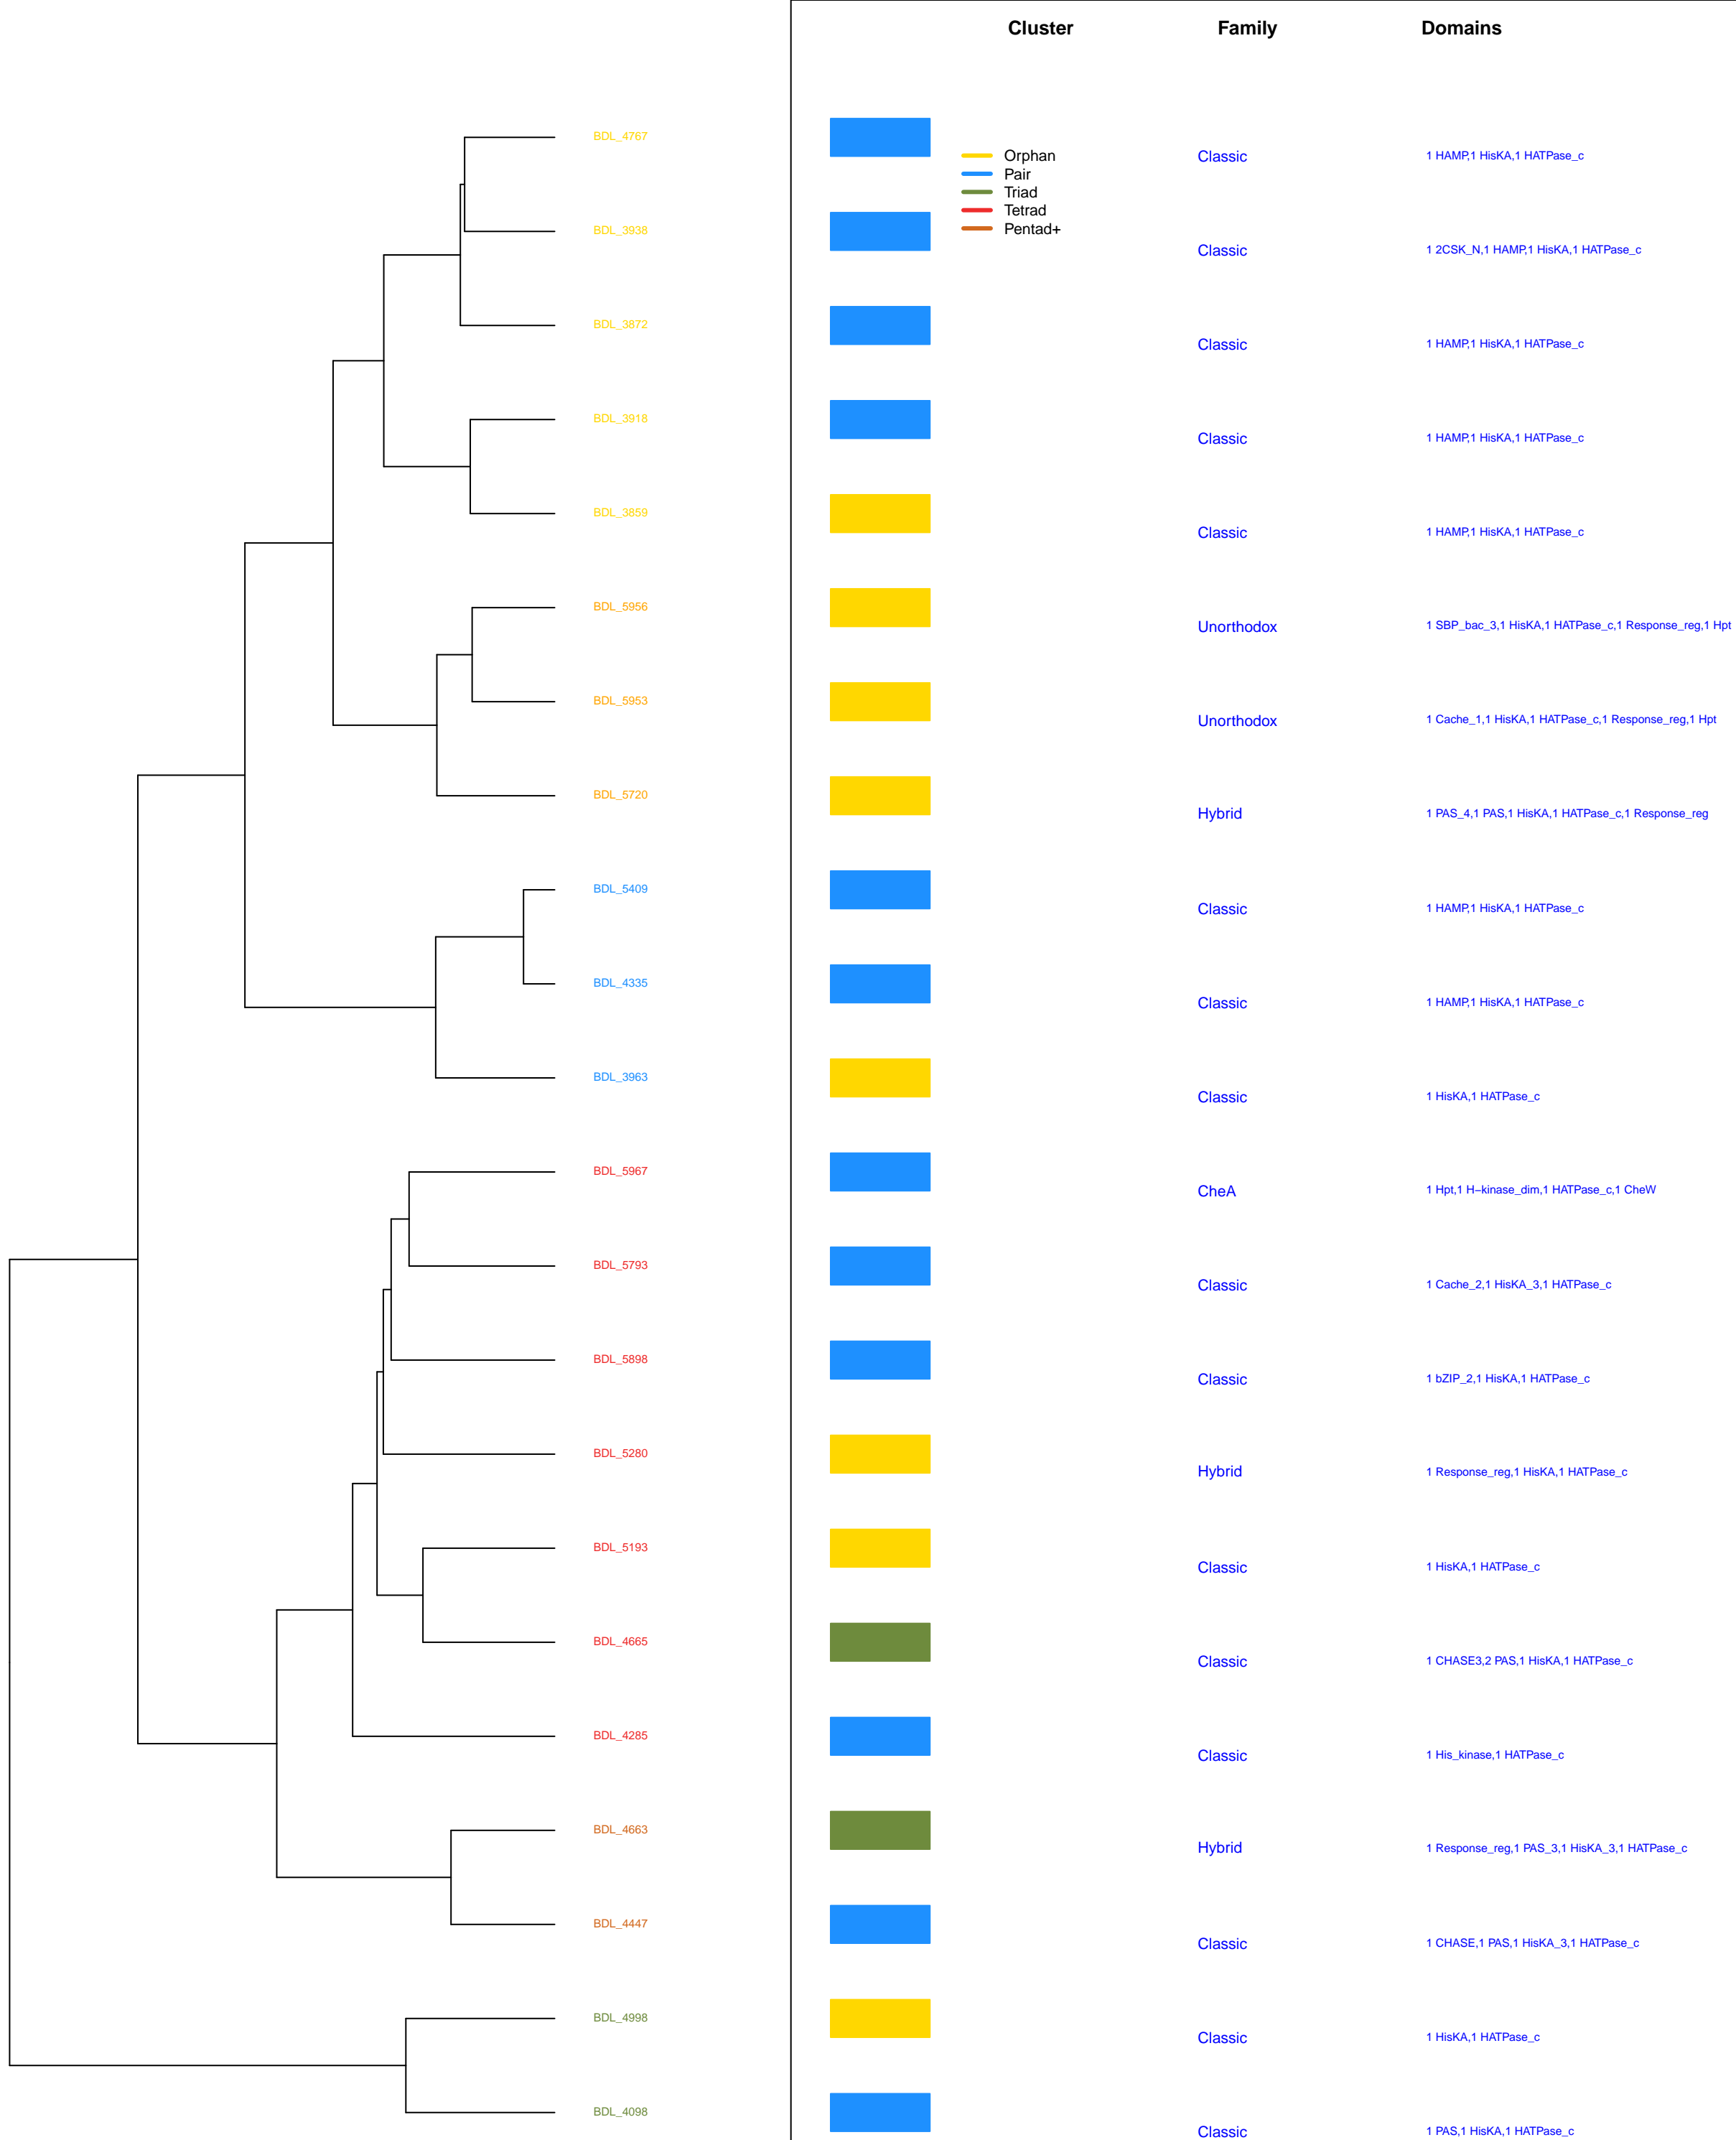 Cluster Family Domains
BDL_4767
Orphan
Classic 1 HAMP,1 HisKA,1 HATPase_c
Pair
Triad
Tetrad
Pentad+
BDL_3938
Classic 1 2CSK_N,1 HAMP,1 HisKA,1 HATPase_c
BDL_3872
Classic 1 HAMP,1 HisKA,1 HATPase_c
BDL_3918
Classic 1 HAMP,1 HisKA,1 HATPase_c
BDL_3859
Classic 1 HAMP,1 HisKA,1 HATPase_c
BDL_5956
Unorthodox 1 SBP_bac_3,1 HisKA,1 HATPase_c,1 Response_reg,1 Hpt
BDL_5953
Unorthodox 1 Cache_1,1 HisKA,1 HATPase_c,1 Response_reg,1 Hpt
BDL_5720
Hybrid 1 PAS_4,1 PAS,1 HisKA,1 HATPase_c,1 Response_reg
BDL_5409
Classic 1 HAMP,1 HisKA,1 HATPase_c
BDL_4335
Classic 1 HAMP,1 HisKA,1 HATPase_c
BDL_3963
Classic 1 HisKA,1 HATPase_c
BDL_5967
CheA 1 Hpt,1 H−kinase_dim,1 HATPase_c,1 CheW
BDL_5793
Classic 1 Cache_2,1 HisKA_3,1 HATPase_c
BDL_5898
Classic 1 bZIP_2,1 HisKA,1 HATPase_c
BDL_5280
Hybrid 1 Response_reg,1 HisKA,1 HATPase_c
BDL_5193
Classic 1 HisKA,1 HATPase_c
BDL_4665
Classic 1 CHASE3,2 PAS,1 HisKA,1 HATPase_c
BDL_4285
Classic 1 His_kinase,1 HATPase_c
BDL_4663
Hybrid 1 Response_reg,1 PAS_3,1 HisKA_3,1 HATPase_c
BDL_4447
Classic 1 CHASE,1 PAS,1 HisKA_3,1 HATPase_c
BDL_4998
Classic 1 HisKA,1 HATPase_c
BDL_4098
Classic 1 PAS,1 HisKA,1 HATPase_c